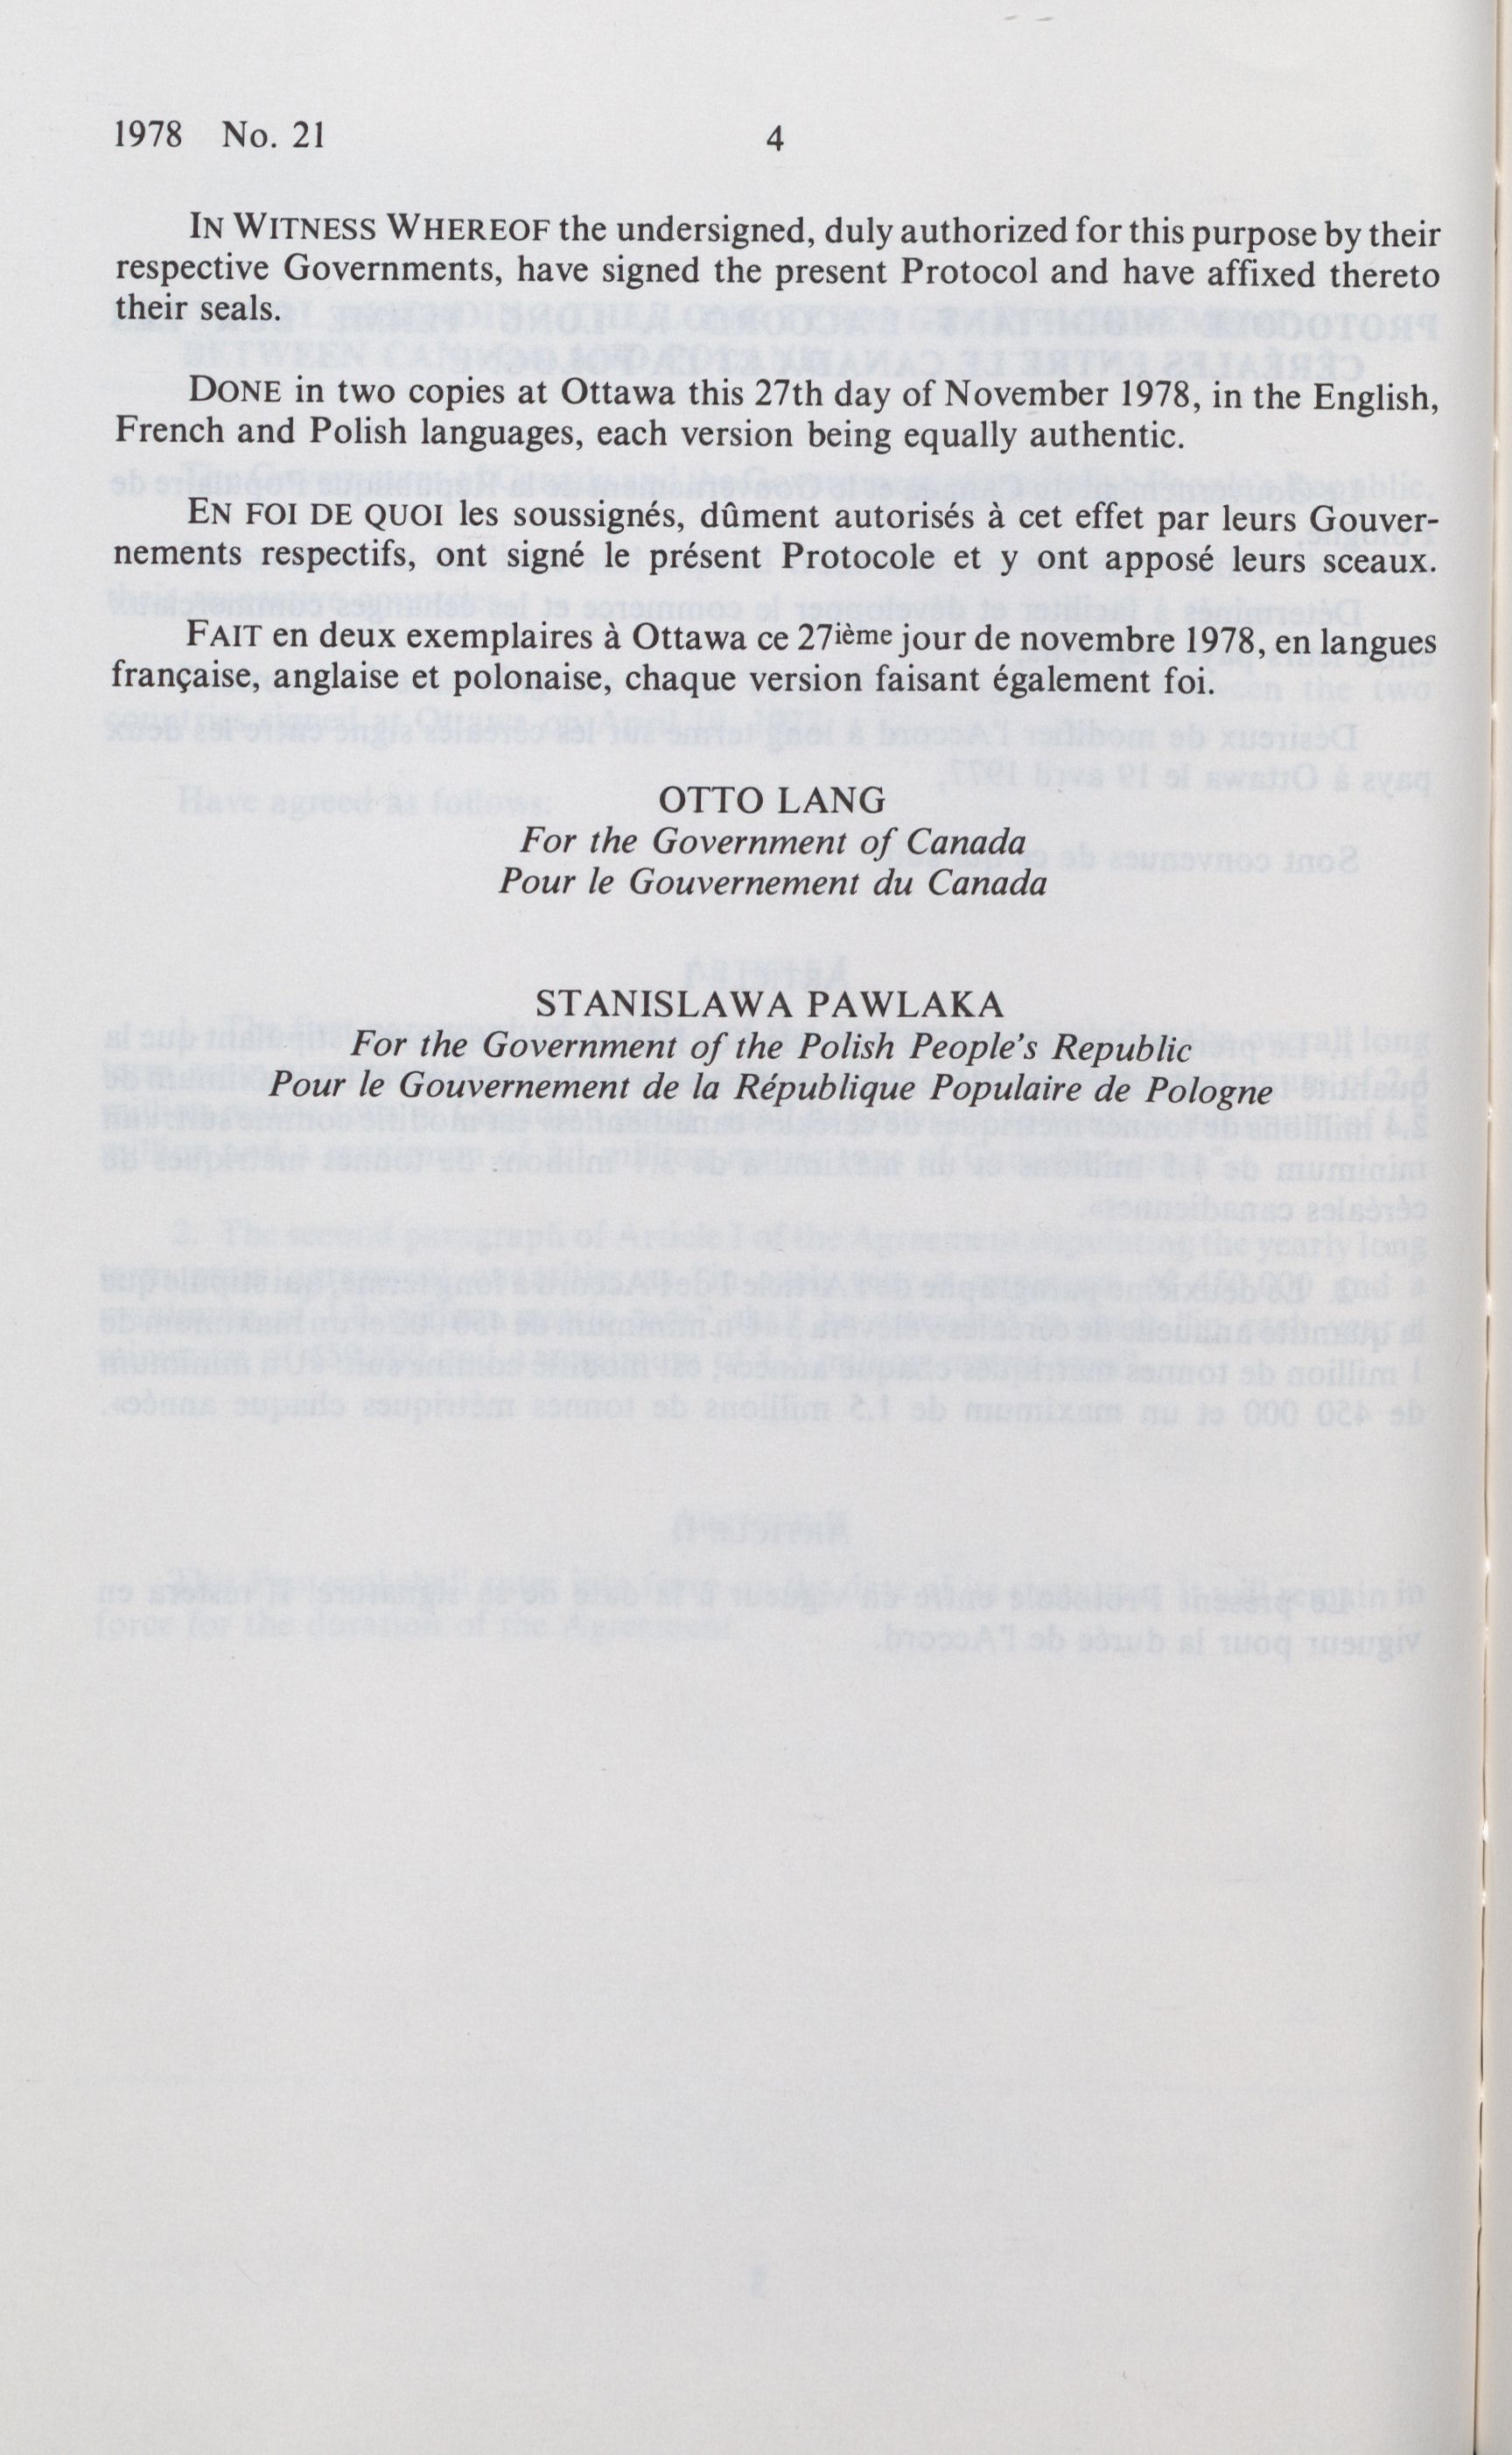 1978 No. 21
4
IN WITNESS WHEREOF the undersigned, duly authorized for this purpose by their
respective Governments, have signed the present Protocol and have affixed thereto
their seals.
DONE in two copies at Ottawa this 27th day of November 1978, in the English,
French and Polish languages, each version being equally authentic.
EN FOI DE QUOI les soussignés, dûment autorisés à cet effet par leurs Gouver-
nements respectifs, ont signé le présent Protocole et y ont apposé leurs sceaux.
FAIT en deux exemplaires à Ottawa ce 27ième jour de novembre 1978, en langues
française, anglaise et polonaise, chaque version faisant également foi.
OTTO LANG
For the Government of Canada
Pour le Gouvernement du Canada
STANISLAWA PAWLAKA
For the Government of the Polish People's Republic
Pour le Gouvernement de la République Populaire de Pologne